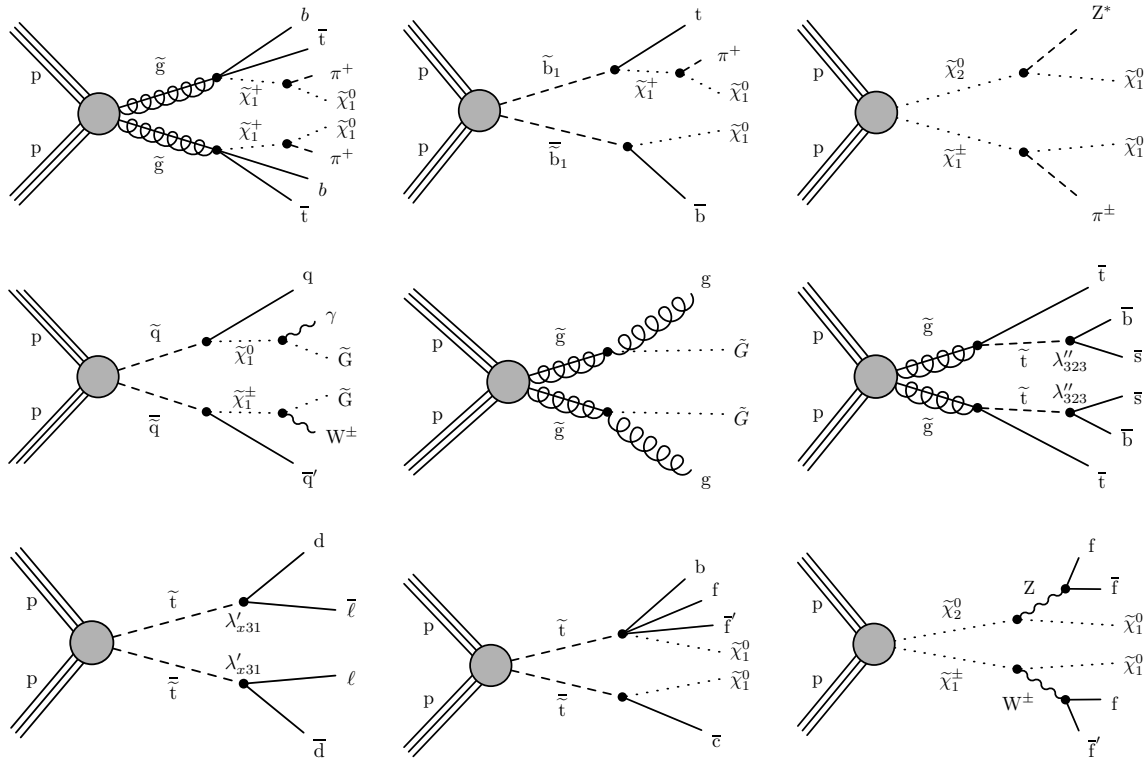 b
t̅
g̃
π⁺
p
χ̃₁⁺
χ̃₁⁰
χ̃₁⁺
χ̃₁⁰
p
g̃
π⁺
b
t̅
t
b̃₁
π⁺
p
χ̃₁⁺
χ̃₁⁰
χ̃₁⁰
p
b̃̅₁
b̅
Z*
χ̃₂⁰
p
χ̃₁⁰
p
χ̃₁⁰
χ̃₁±
π±
q
γ
q̃
p
χ̃₁⁰
G̃
χ̃₁±
G̃
p
q̃̅
W±
q̅′
g
g̃
p
G̃
p
G̃
g̃
g
t̅
b̅
g̃
p
t̃
λ″₃₂₃
s̅
t̃
λ″₃₂₃
s̅
p
g̃
b̅
t̅
d
t̃
p
λ′ₓ₃₁
ℓ̅
λ′ₓ₃₁
p
t̃̅
ℓ
d̅
b
f
t̃
f̅′
p
χ̃₁⁰
χ̃₁⁰
p
t̃̅
c̅
f
Z
f̅
p
χ̃₂⁰
χ̃₁⁰
χ̃₁⁰
p
χ̃₁±
W±
f
f̅′